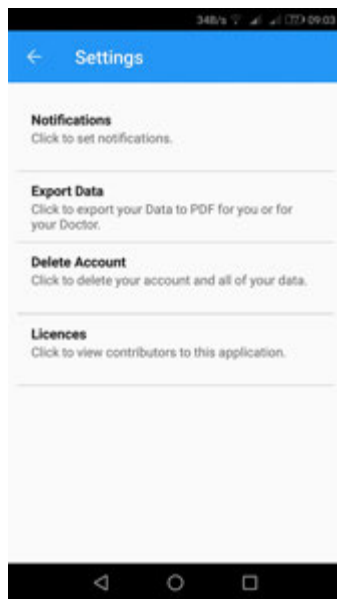 348/s 77 09:03
Settings
Notifications
Click to set notifications.
Export Data
Click to export your Data to PDF for you or for
your Doctor.
Delete Account
Click to delete your account and all of your data.
Licences
Click to view contributors to this application.